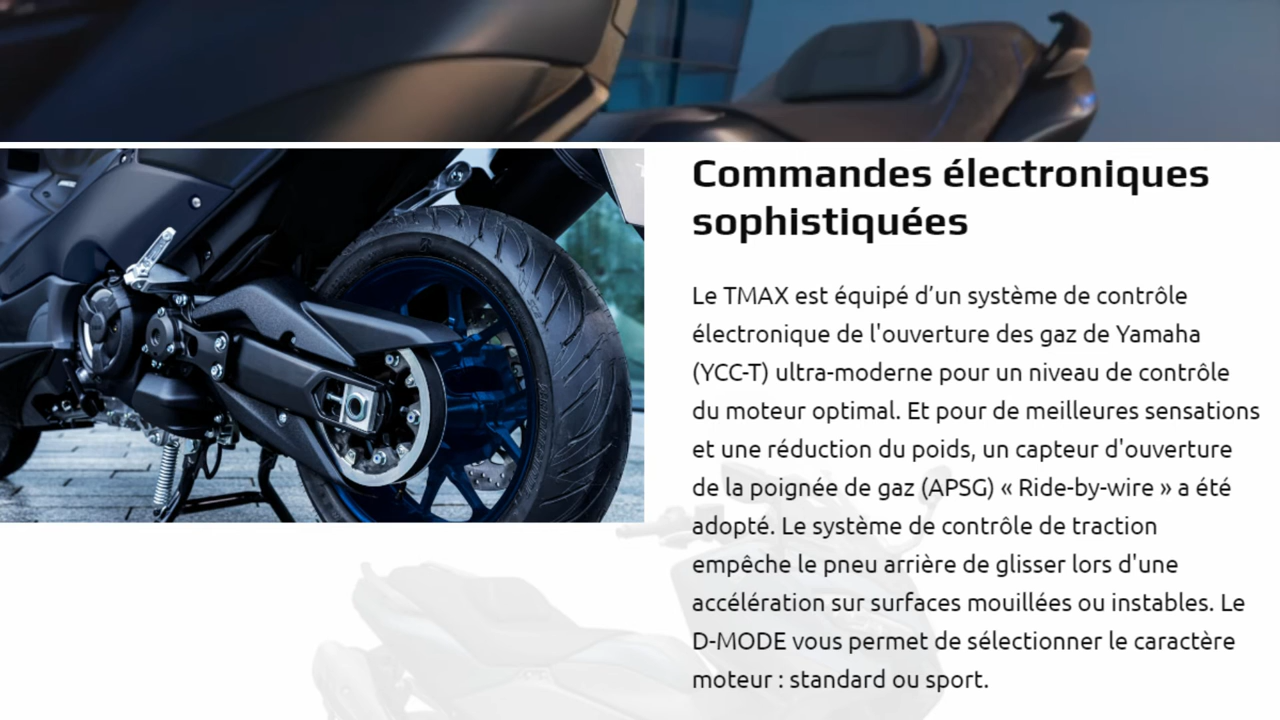 Commandes électroniques
sophistiquées
Le TMAX est équipé d’un système de contrôle
électronique de l'ouverture des gaz de Yamaha
(YCC-T) ultra-moderne pour un niveau de contrôle
du moteur optimal. Et pour de meilleures sensations
et une réduction du poids, un capteur d'ouverture
de la poignée de gaz (APSG) « Ride-by-wire » a été
adopté. Le système de contrôle de traction
empêche le pneu arrière de glisser lors d'une
accélération sur surfaces mouillées ou instables. Le
D-MODE vous permet de sélectionner le caractère
moteur : standard ou sport.